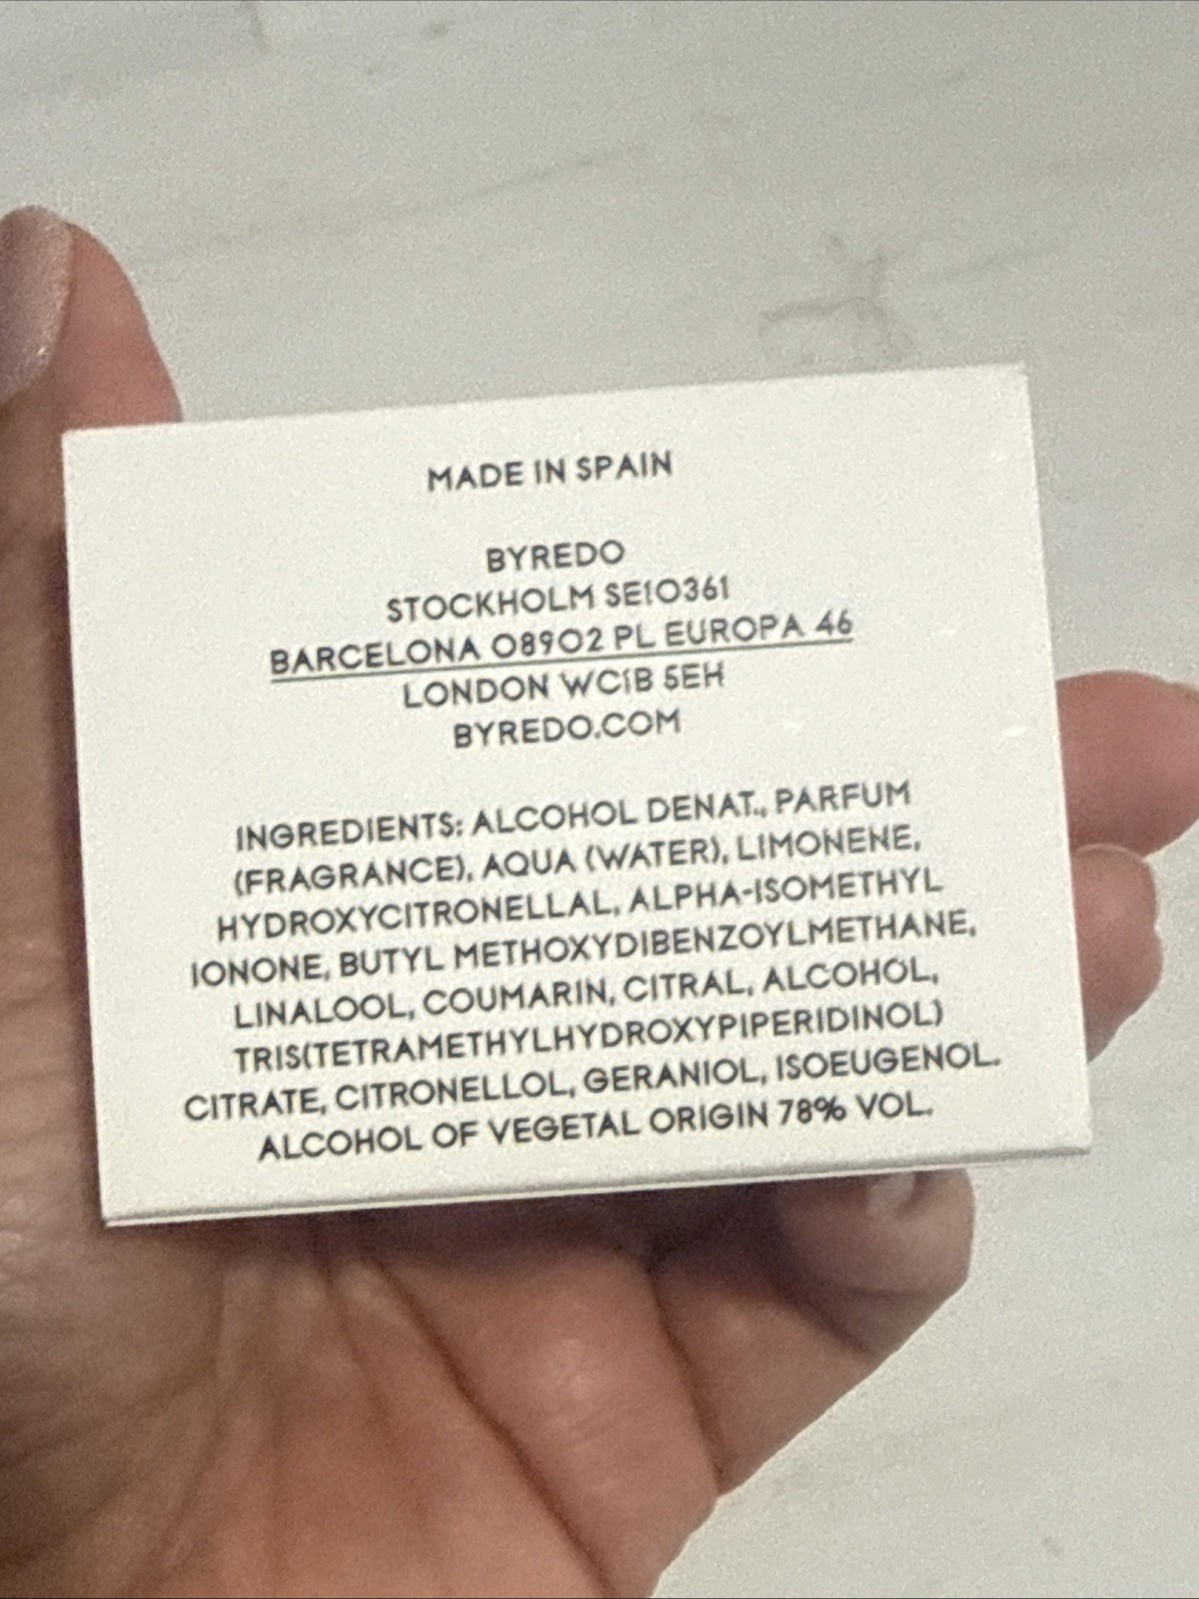 MADE IN SPAIN
BYREDO
STOCKHOLM SE10361
BARCELONA 08902 PL EUROPA 46
LONDON WC1B 5EH
BYREDO.COM
INGREDIENTS: ALCOHOL DENAT., PARFUM
(FRAGRANCE), AQUA (WATER), LIMONENE,
HYDROXYCITRONELLAL, ALPHA-ISOMETHYL
IONONE, BUTYL METHOXYDIBENZOYLMETHANE,
LINALOOL, COUMARIN, CITRAL, ALCOHOL,
TRIS(TETRAMETHYLHYDROXYPIPERIDINOL)
CITRATE, CITRONELLOL, GERANIOL, ISOEUGENOL.
ALCOHOL OF VEGETAL ORIGIN 78% VOL.